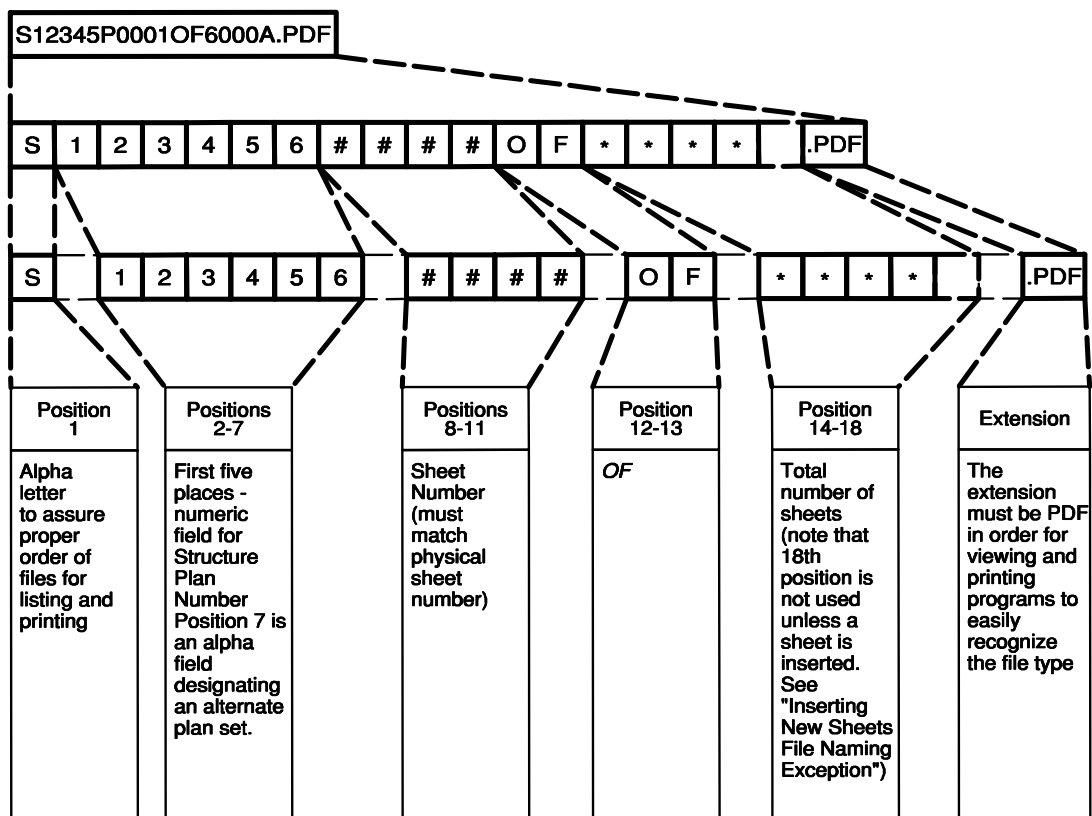 S12345P0001OF6000A.PDF
S 1 2 3 4 5 6 # # # # O F * * * * .PDF
S 1 2 3 4 5 6 # # # # O F * * * * .PDF
Position
1
Alpha
letter
to assure
proper
order of
files for
listing and
printing
Positions
2-7
First five
places -
numeric
field for
Structure
Plan
Number
Position 7 is
an alpha
field
designating
an alternate
plan set.
Positions
8-11
Sheet
Number
(must
match
physical
sheet
number)
Position
12-13
OF
Position
14-18
Total
number of
sheets
(note that
18th
position is
not used
unless a
sheet is
inserted.
See
"Inserting
New Sheets
File Naming
Exception")
Extension
The
extension
must be PDF
in order for
viewing and
printing
programs to
easily
recognize
the file type